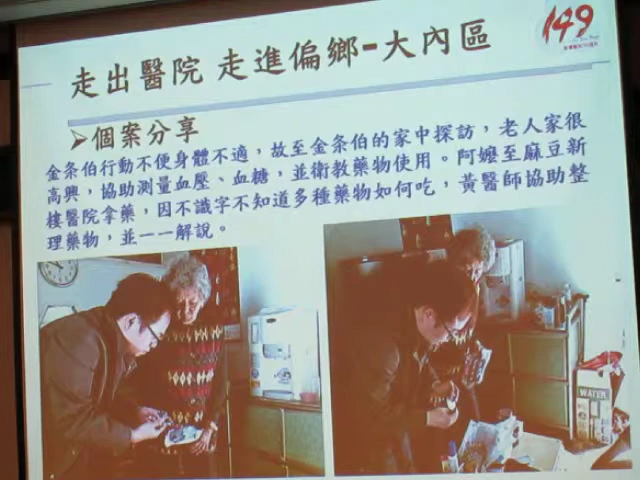 149
走出醫院 走進偏鄉-大內區
➢個案分享
金条伯行動不便身體不適，故至金条伯的家中探訪，老人家很
高興，協助測量血壓、血糖，並衛教藥物使用。阿嬤至麻豆新
樓醫院拿藥，因不識字不知道多種藥物如何吃，黃醫師協助整
理藥物，並一一解說。
WATER